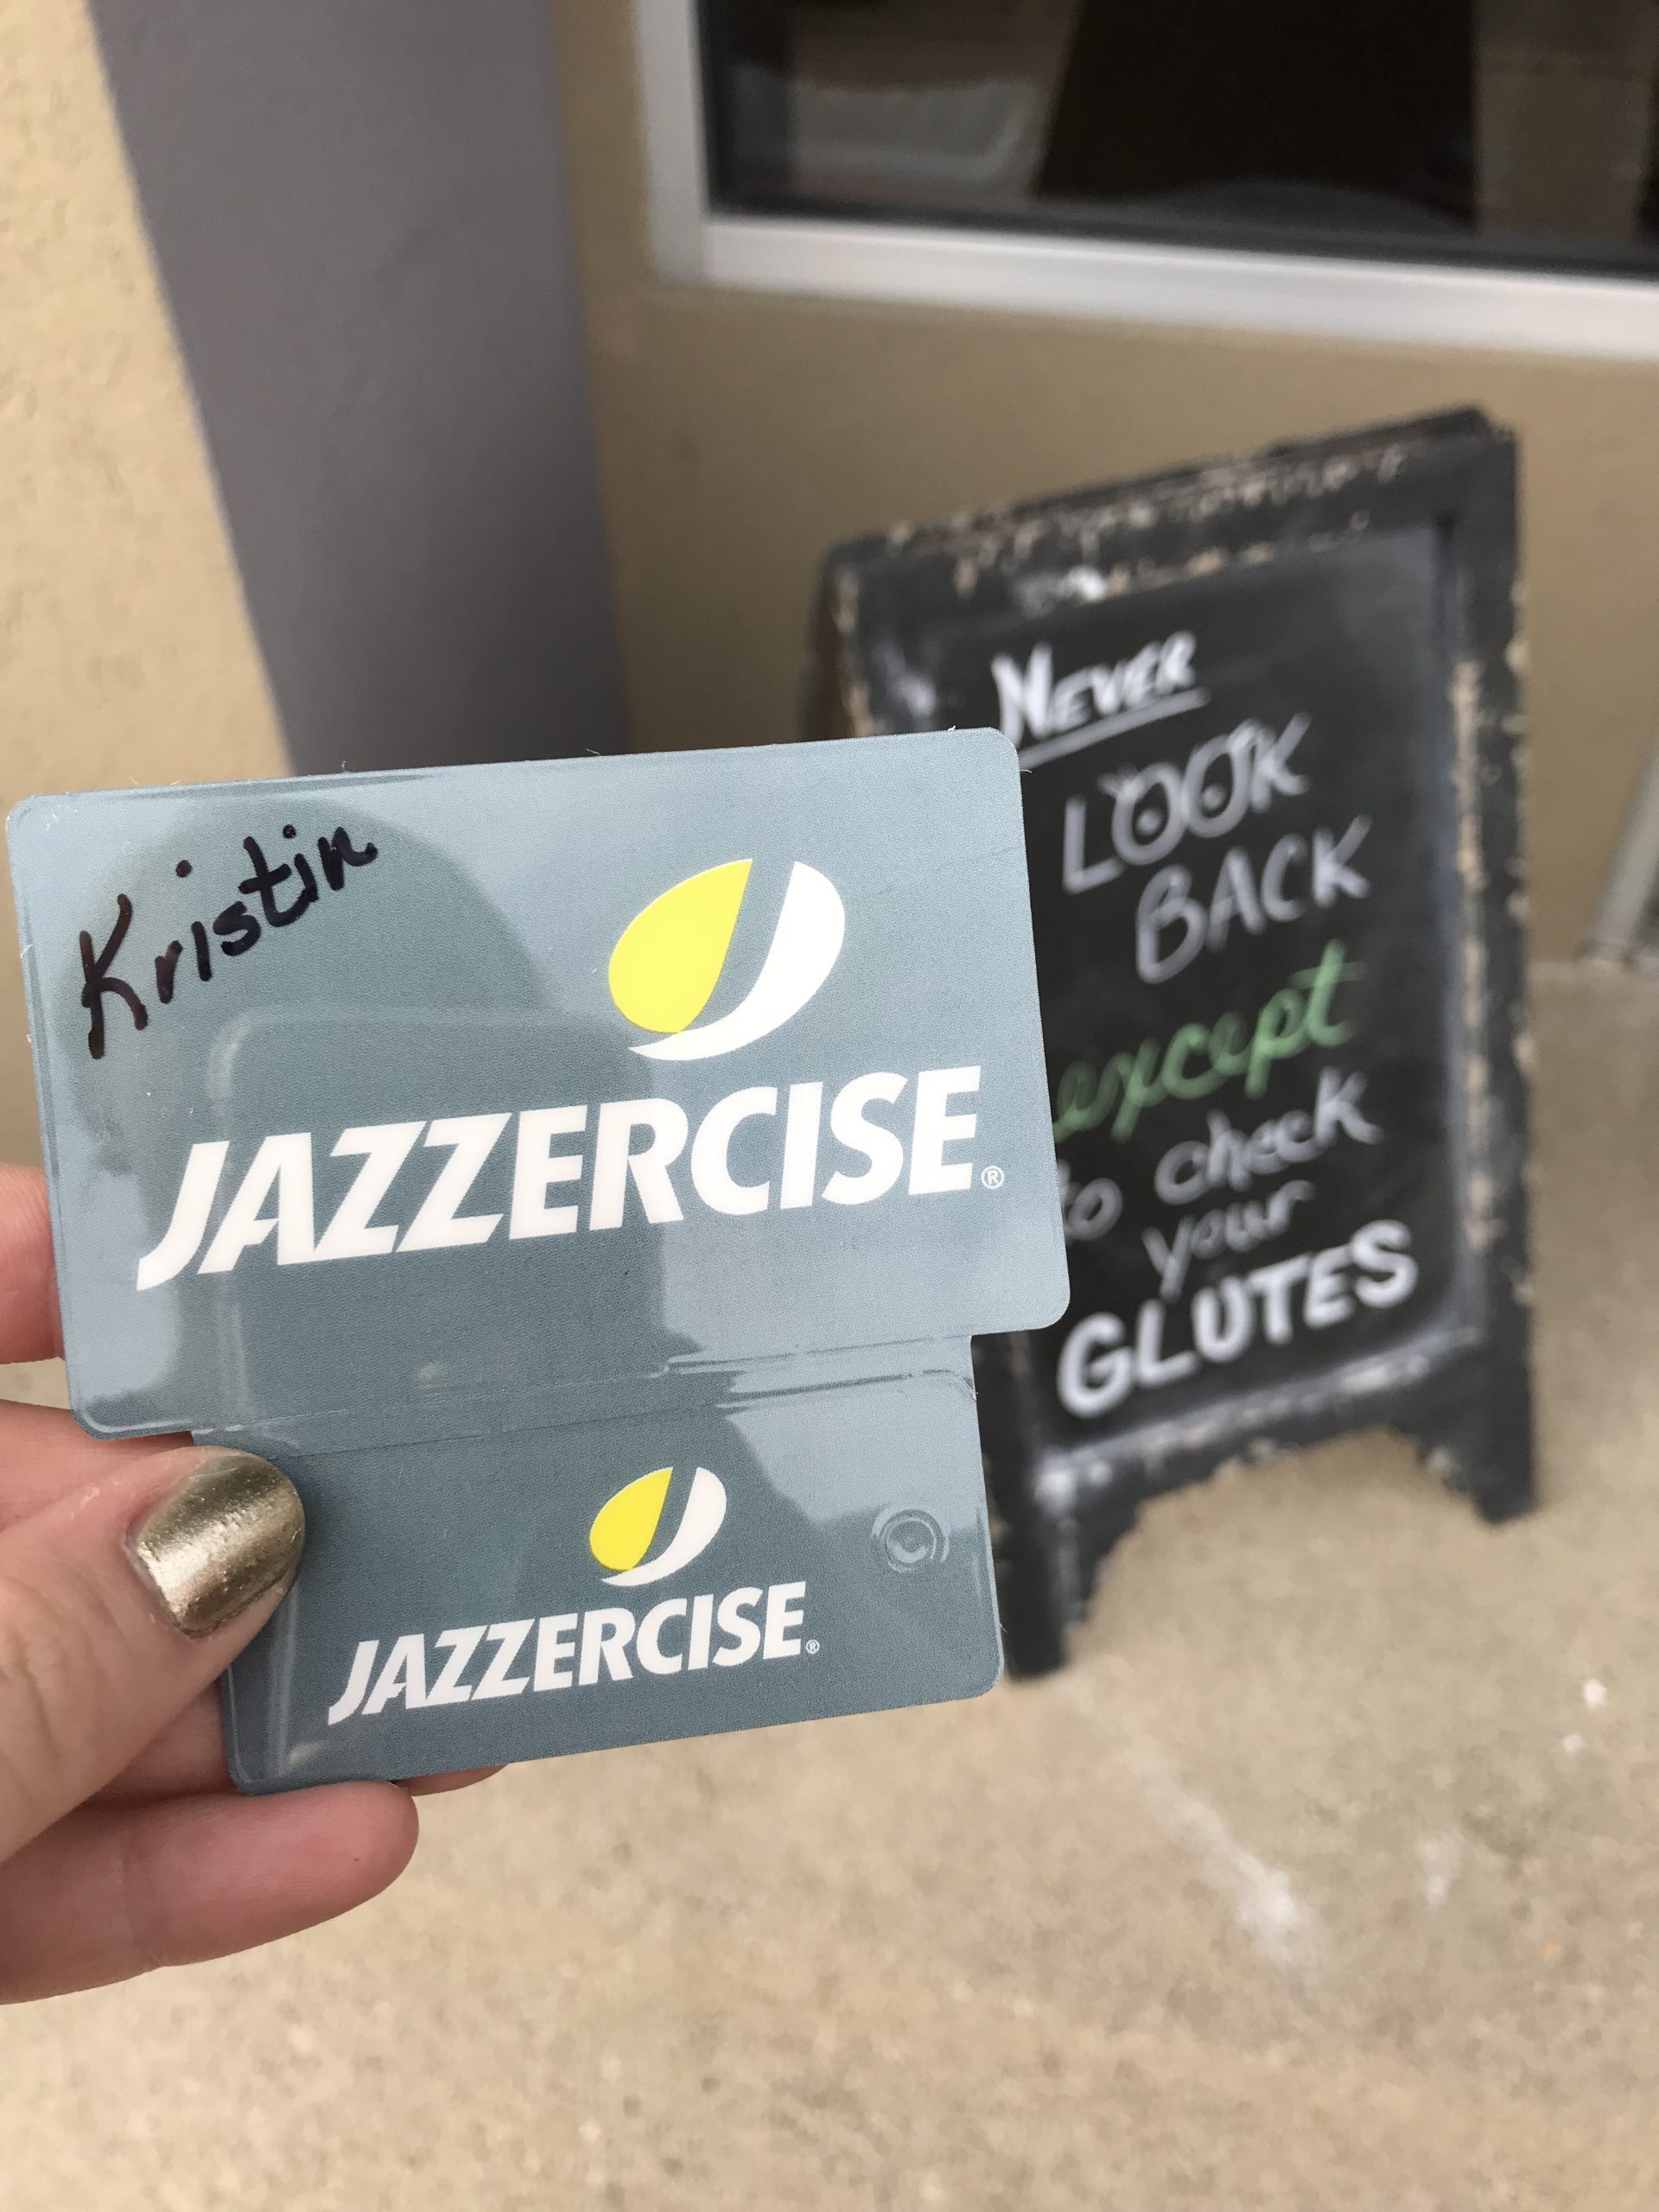 Kristin
JAZZERCISE®
JAZZERCISE®
NEVER
LOOK
BACK
except
to check
your
GLUTES